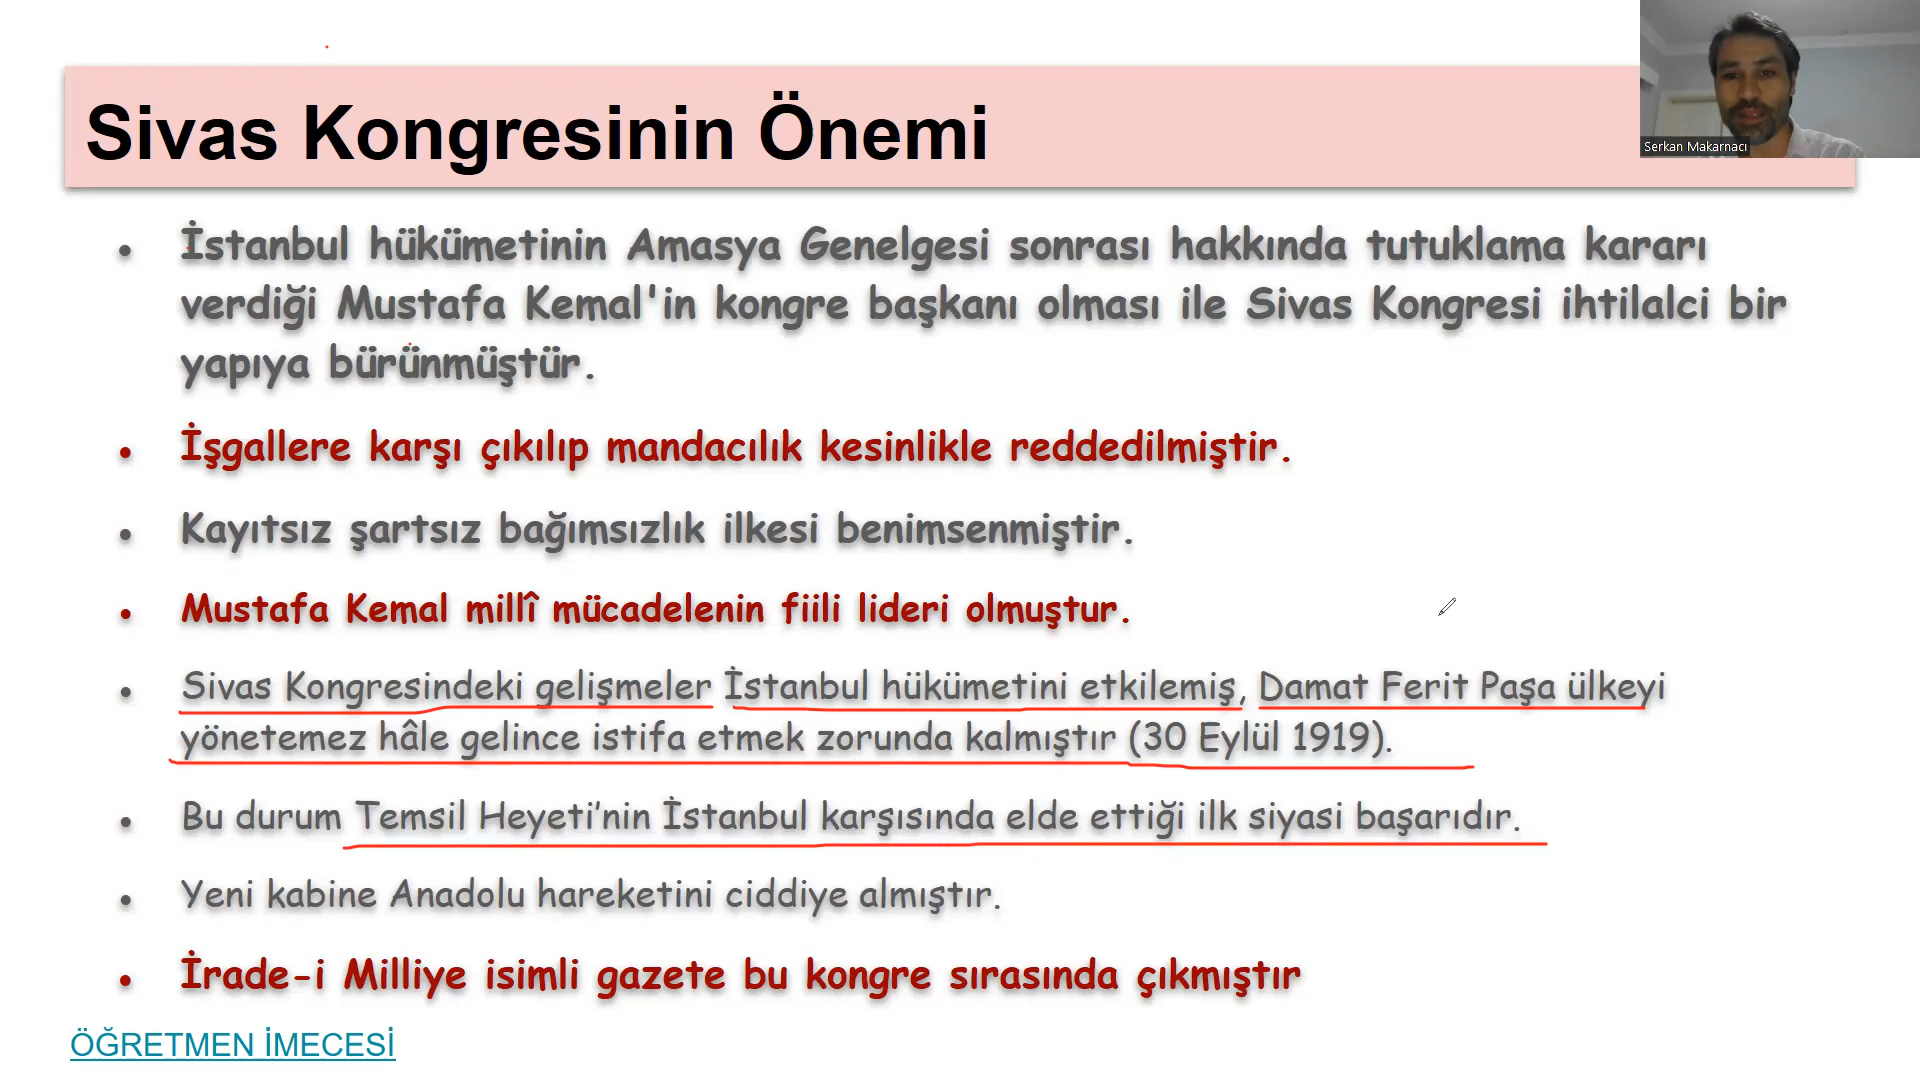 Sivas Kongresinin Önemi
Serkan Makarnacı
• İstanbul hükümetinin Amasya Genelgesi sonrası hakkında tutuklama kararı
verdiği Mustafa Kemal'in kongre başkanı olması ile Sivas Kongresi ihtilalci bir
yapıya bürünmüştür.
• İşgallere karşı çıkılıp mandacılık kesinlikle reddedilmiştir.
• Kayıtsız şartsız bağımsızlık ilkesi benimsenmiştir.
• Mustafa Kemal millî mücadelenin fiili lideri olmuştur.
• Sivas Kongresindeki gelişmeler İstanbul hükümetini etkilemiş, Damat Ferit Paşa ülkeyi
yönetemez hâle gelince istifa etmek zorunda kalmıştır (30 Eylül 1919).
• Bu durum Temsil Heyeti’nin İstanbul karşısında elde ettiği ilk siyasi başarıdır.
• Yeni kabine Anadolu hareketini ciddiye almıştır.
• İrade-i Milliye isimli gazete bu kongre sırasında çıkmıştır
ÖĞRETMEN İMECESİ